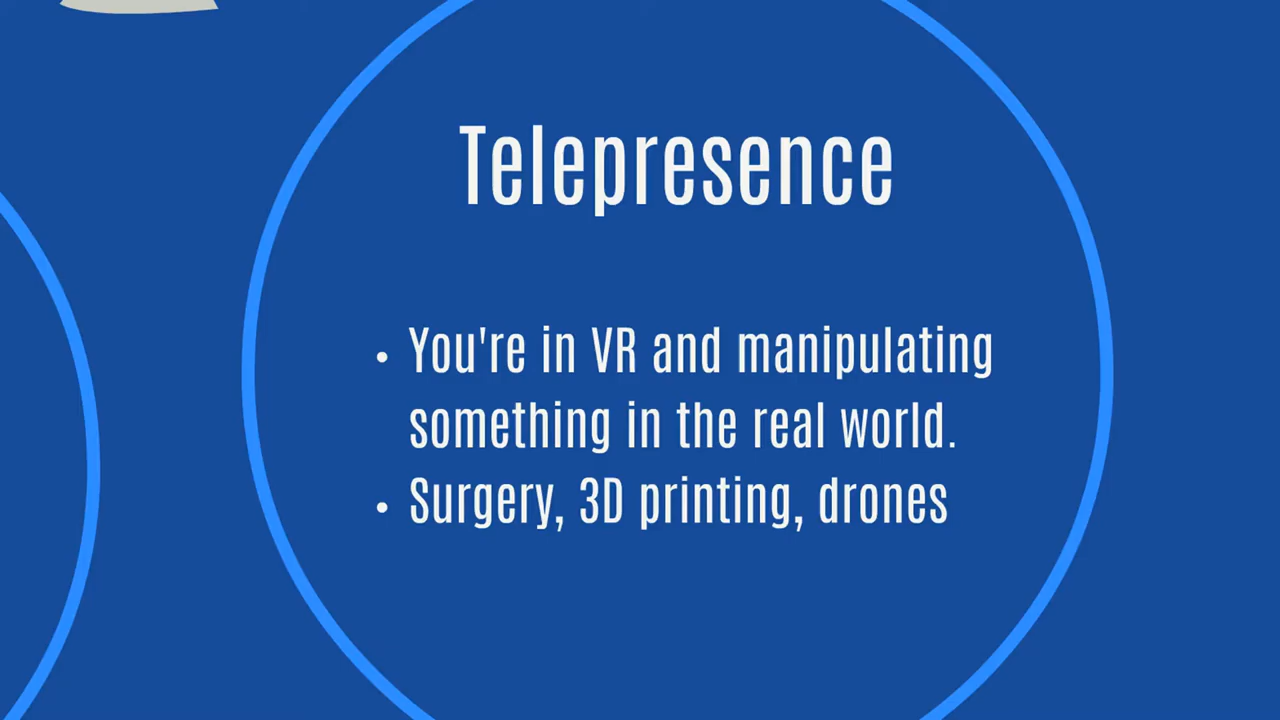 Telepresence
• You're in VR and manipulating
something in the real world.
• Surgery, 3D printing, drones